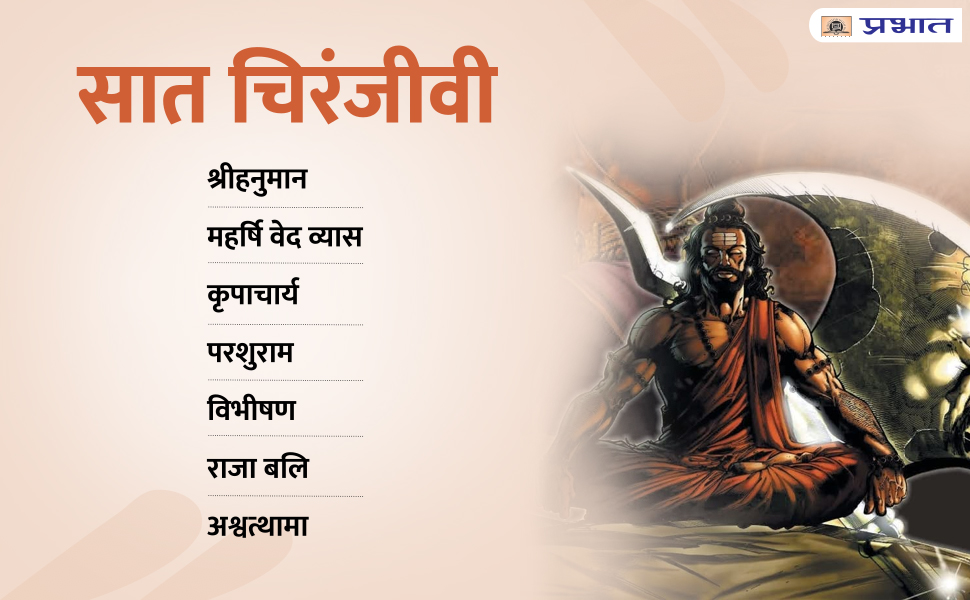 प्रभात
सात चिरंजीवी
श्रीहनुमान
महर्षि वेद व्यास
कृपाचार्य
परशुराम
विभीषण
राजा बलि
अश्वत्थामा